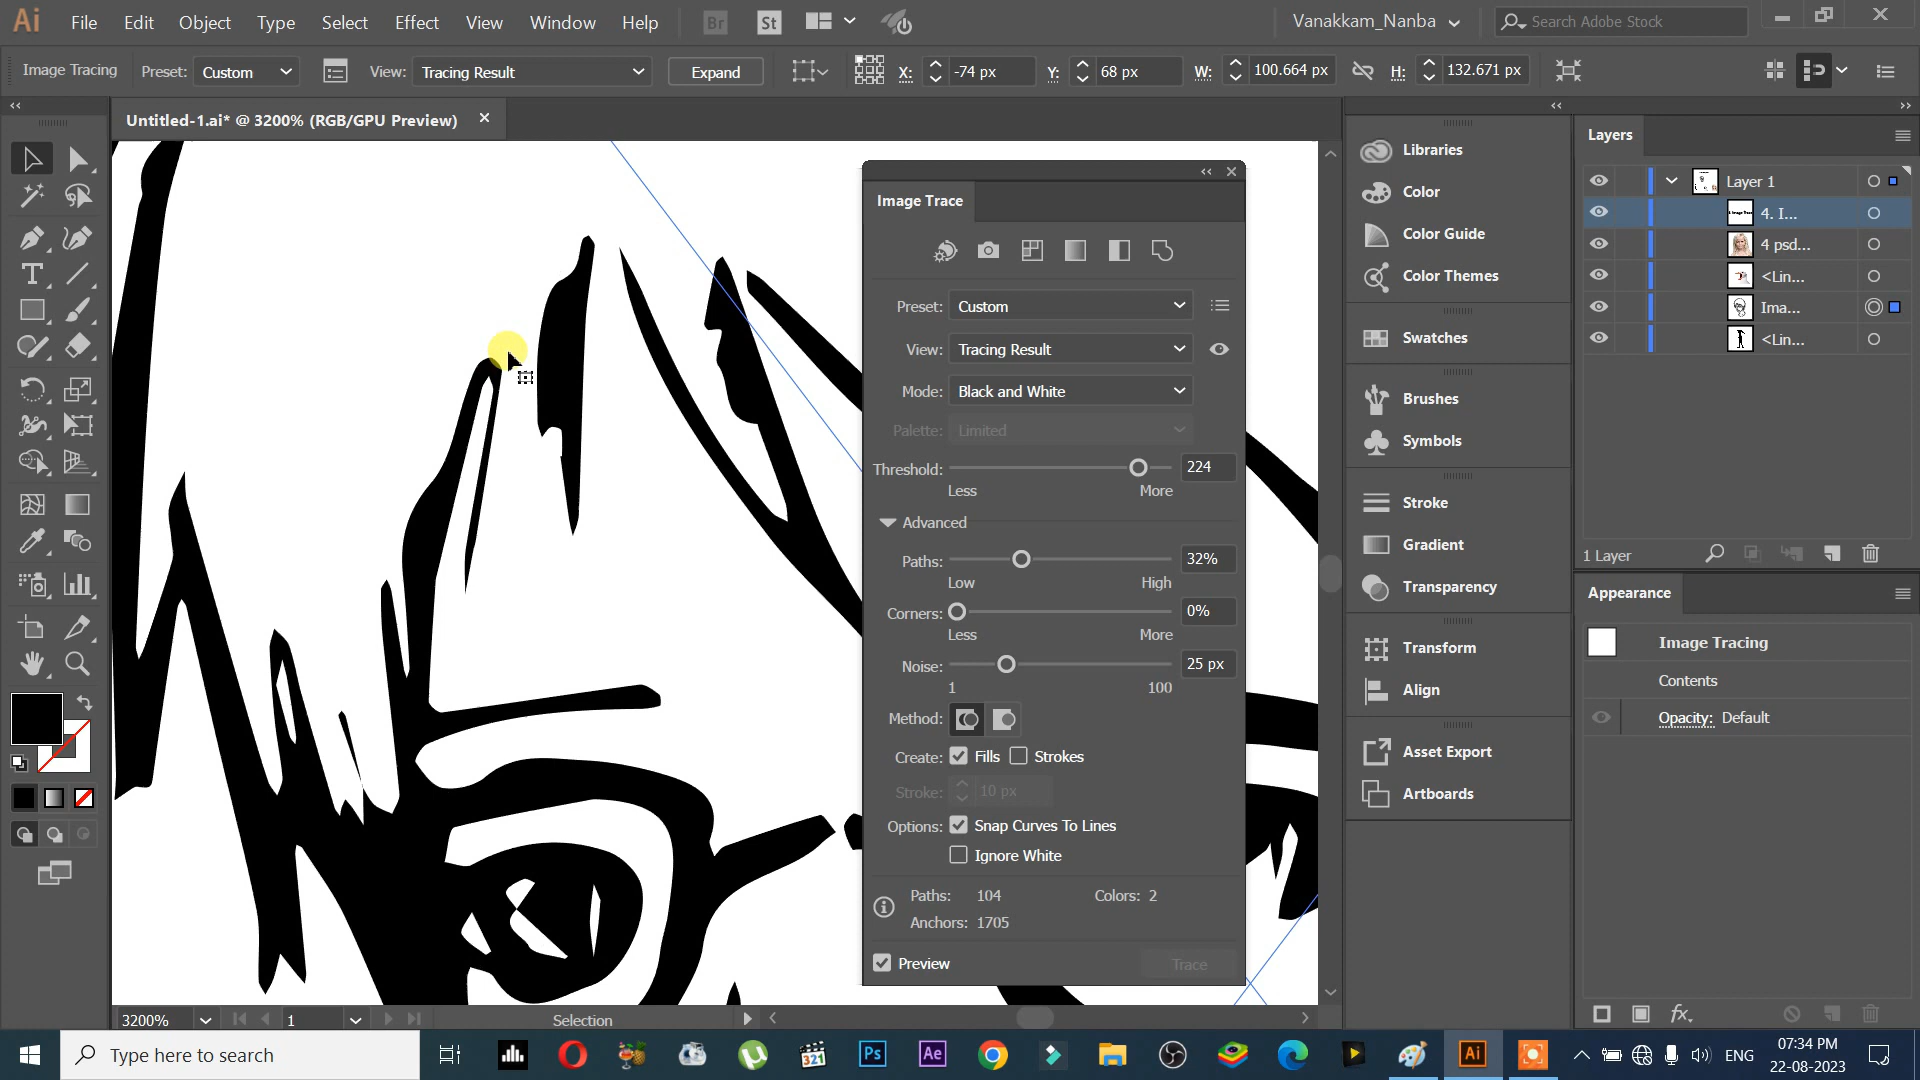 Ai File Edit Object Type Select Effect View Window Help Br St Vanakkam_Nanba Search Adobe Stock
Image Tracing Preset: Custom View: Tracing Result Expand X: -74 px Y: 68 px W: 100.664 px H: 132.671 px
Untitled-1.ai* @ 3200% (RGB/GPU Preview)
Image Trace
Preset: Custom
View: Tracing Result
Mode: Black and White
Palette: Limited
Threshold: 224
Less More
Advanced
Paths: 32%
Low High
Corners: 0%
Less More
Noise: 25 px
1 100
Method:
Create: Fills Strokes
Stroke: 10 px
Options: Snap Curves To Lines
Ignore White
Paths: 104 Colors: 2
Anchors: 1705
Preview Trace
Libraries
Color
Color Guide
Color Themes
Swatches
Brushes
Symbols
Stroke
Gradient
Transparency
Transform
Align
Asset Export
Artboards
Layers
Layer 1
4. I...
4 psd...
<Lin...
Ima...
<Lin...
1 Layer
Appearance
Image Tracing
Contents
Opacity: Default
3200% 1 Selection
Type here to search
321 Ps Ae Ai ENG 07:34 PM
22-08-2023